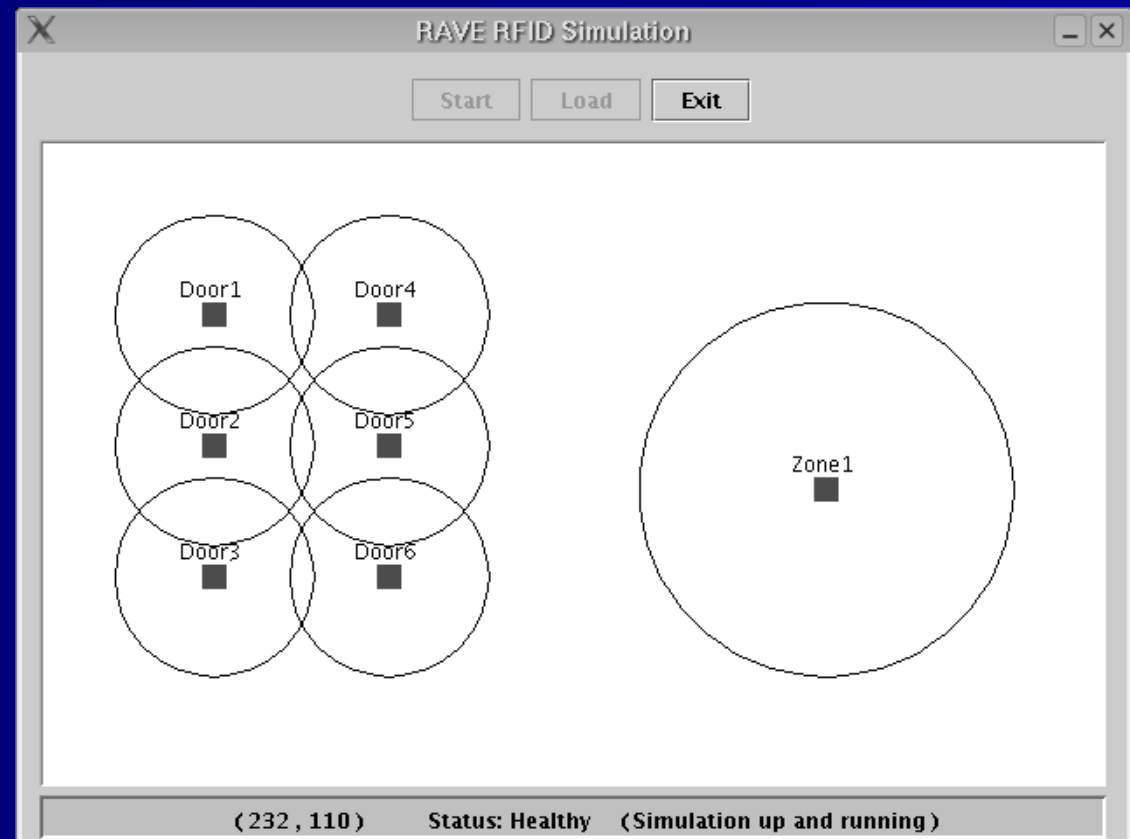 RAVE RFID Simulation
Start Load Exit
Door1 Door4
Door2 Door5
Zone1
Door3 Door6
(232,110) Status: Healthy (Simulation up and running)